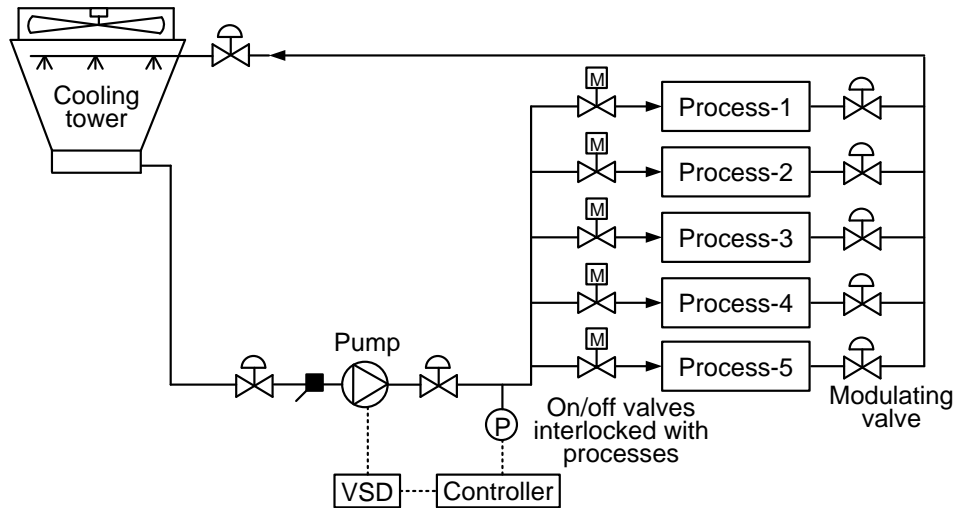 Cooling
tower
M
Process-1
M
Process-2
M
Process-3
M
Process-4
M
Process-5
Pump
P
On/off valves
interlocked with
processes
Modulating
valve
VSD
Controller